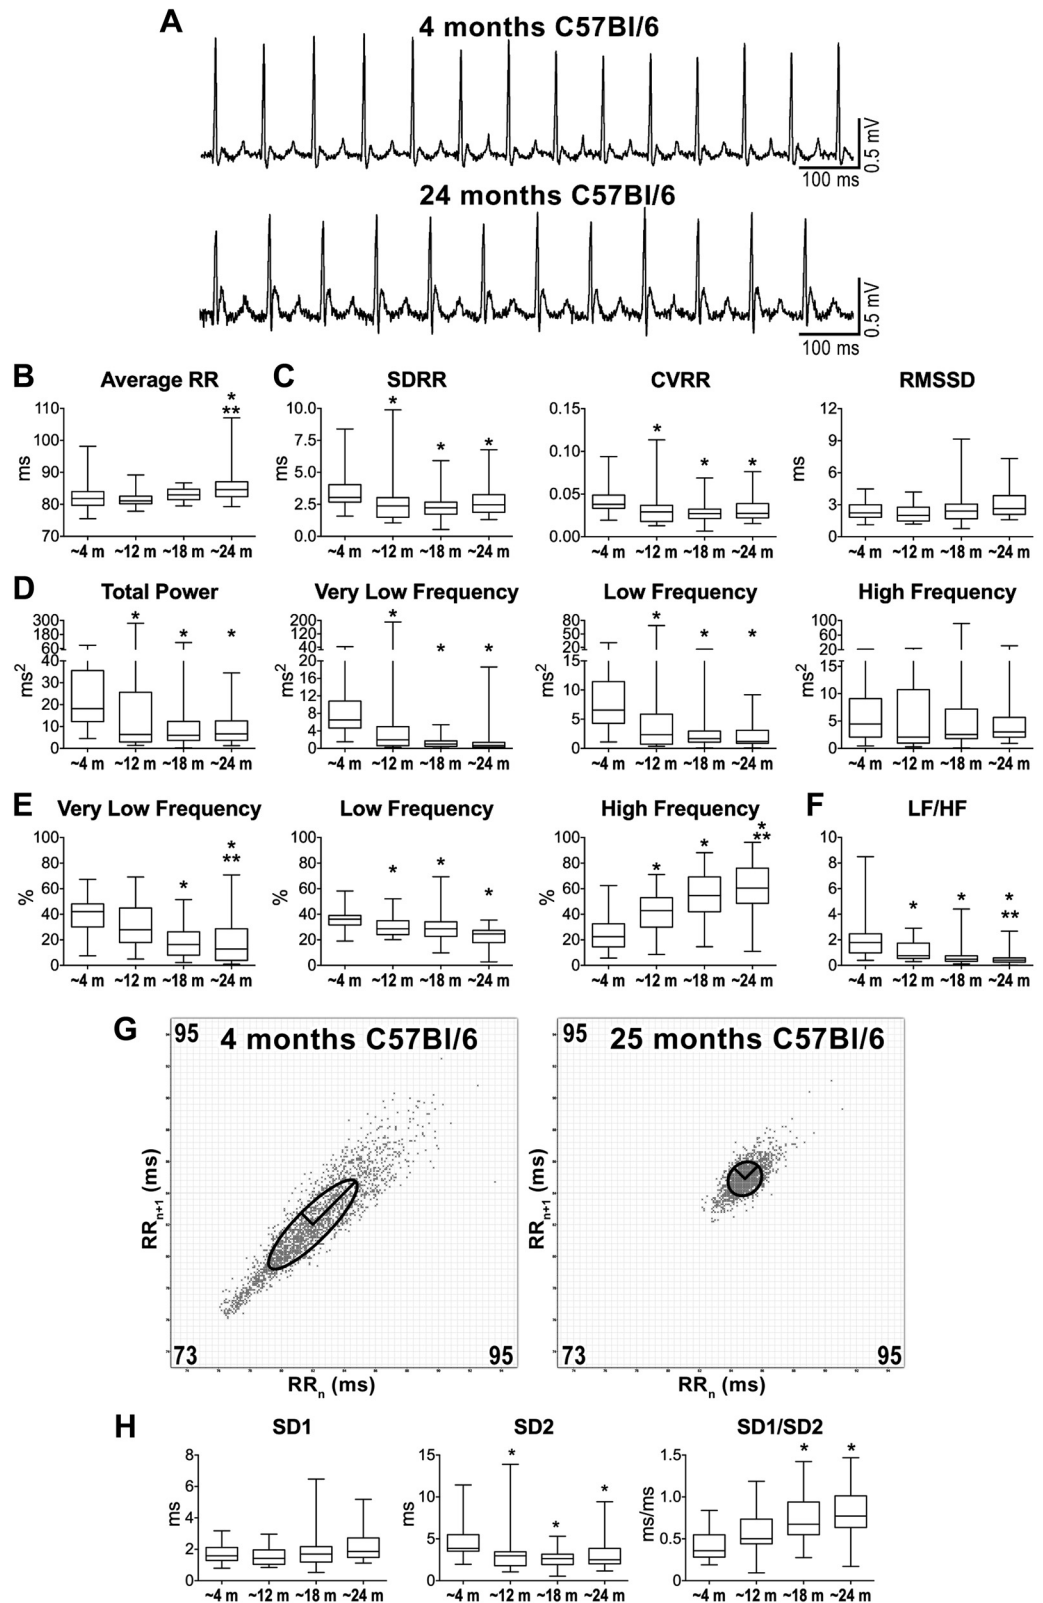 A
4 months C57Bl/6
0.5 mV
100 ms
24 months C57Bl/6
0.5 mV
100 ms
B
Average RR
C
SDRR
CVRR
RMSSD
110
100
90
80
70
ms
~4 m ~12 m ~18 m ~24 m
*
**
10.0
7.5
5.0
2.5
0.0
ms
~4 m ~12 m ~18 m ~24 m
* * *
0.15
0.10
0.05
0.00
~4 m ~12 m ~18 m ~24 m
* * *
12
9
6
3
0
ms
~4 m ~12 m ~18 m ~24 m
D
Total Power
Very Low Frequency
Low Frequency
High Frequency
300
180
60
40
30
20
10
0
ms2
~4 m ~12 m ~18 m ~24 m
* * *
200
120
40
20
16
12
8
4
0
ms2
~4 m ~12 m ~18 m ~24 m
* * *
80
50
20
15
10
5
0
ms2
~4 m ~12 m ~18 m ~24 m
* * *
100
60
20
15
10
5
0
ms2
~4 m ~12 m ~18 m ~24 m
E
Very Low Frequency
Low Frequency
High Frequency
F
LF/HF
100
80
60
40
20
0
%
~4 m ~12 m ~18 m ~24 m
* *
**
100
80
60
40
20
0
%
~4 m ~12 m ~18 m ~24 m
* * *
100
80
60
40
20
0
%
~4 m ~12 m ~18 m ~24 m
* * *
**
10
8
6
4
2
0
~4 m ~12 m ~18 m ~24 m
* * *
**
G
95
4 months C57Bl/6
RRn+1 (ms)
73
95
RRn (ms)
95
25 months C57Bl/6
RRn+1 (ms)
73
95
RRn (ms)
H
SD1
SD2
SD1/SD2
8
6
4
2
0
ms
~4 m ~12 m ~18 m ~24 m
15
10
5
0
ms
~4 m ~12 m ~18 m ~24 m
* * *
1.5
1.0
0.5
0.0
ms/ms
~4 m ~12 m ~18 m ~24 m
* *